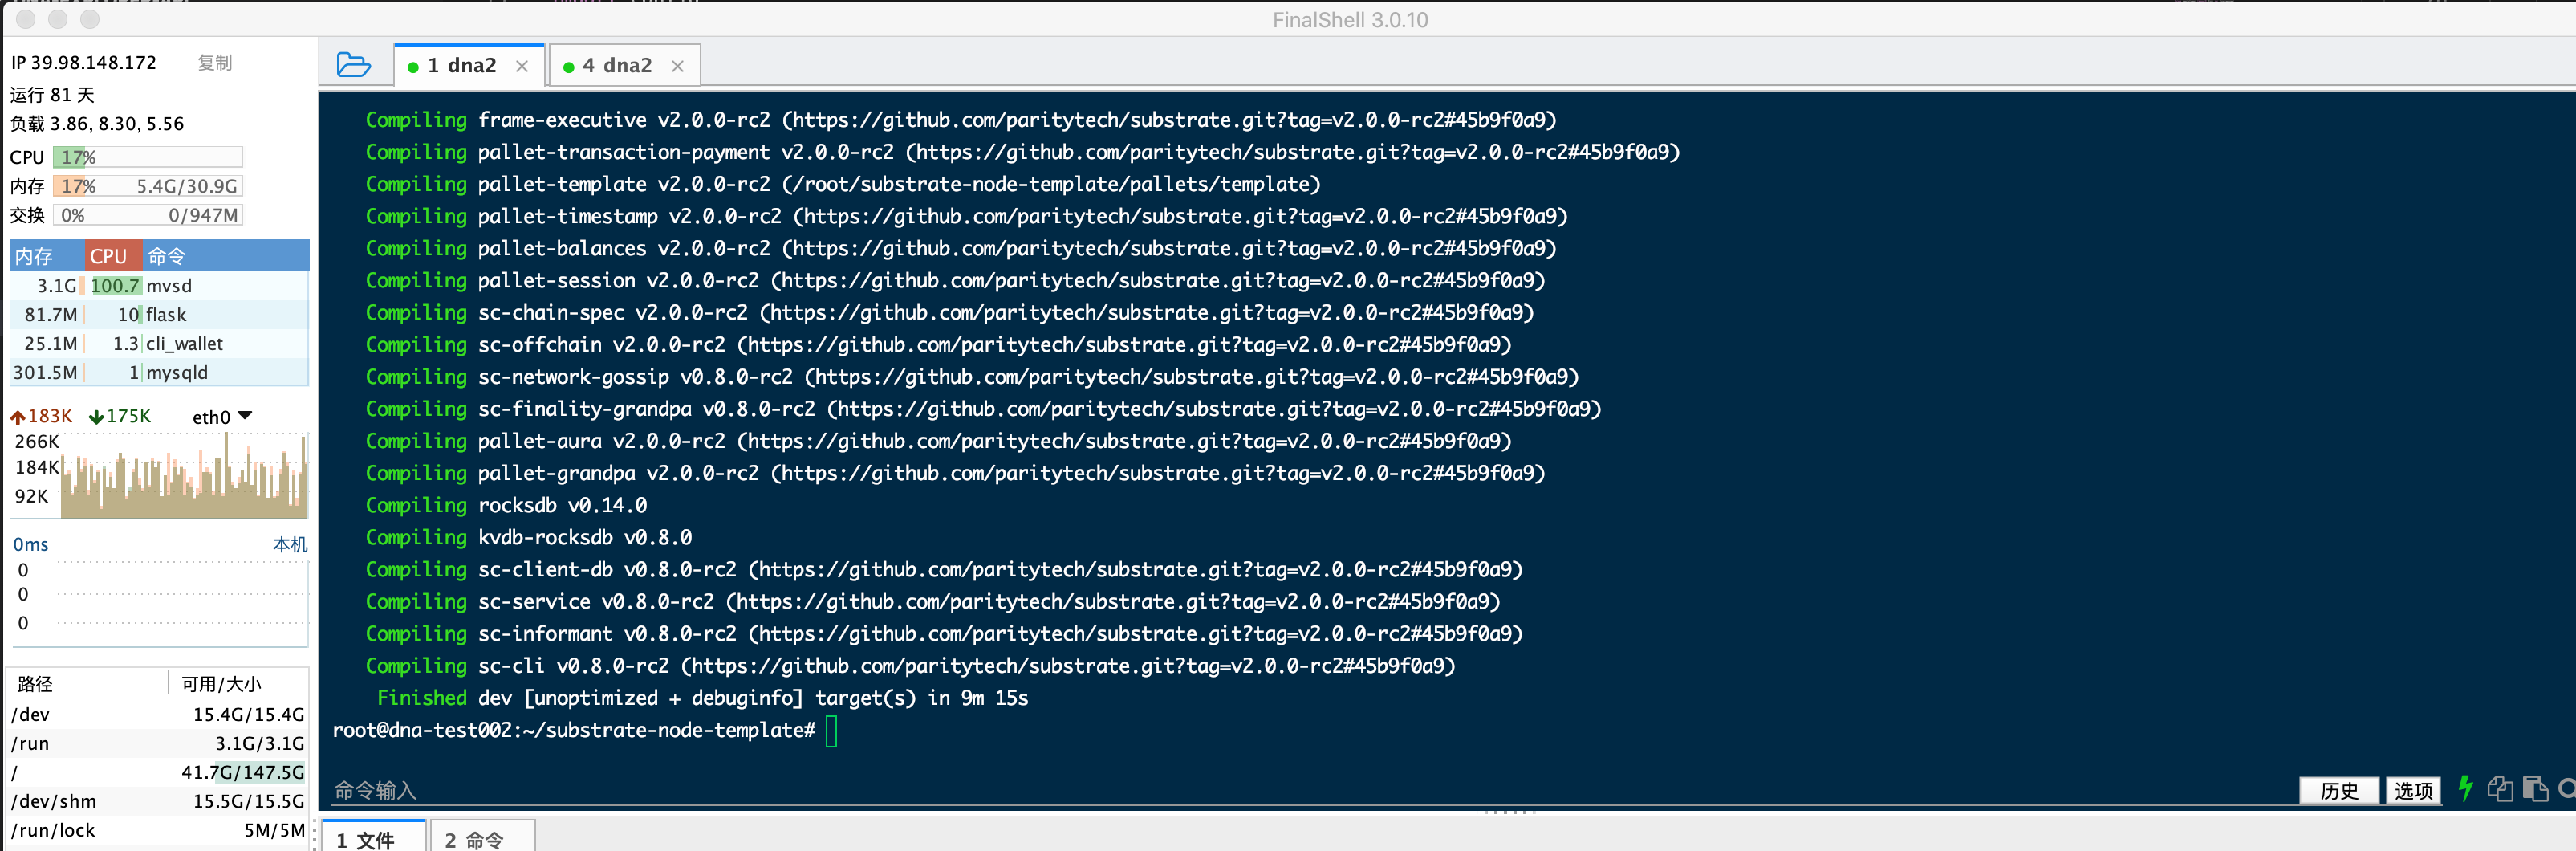 FinalShell 3.0.10
IP 39.98.148.172 复制
运行 81 天
负载 3.86, 8.30, 5.56
CPU 17%
内存 17% 5.4G/30.9G
交换 0% 0/947M
内存 CPU 命令
3.1G 100.7 mvsd
81.7M 10 flask
25.1M 1.3 cli_wallet
301.5M 1 mysqld
183K 175K eth0
266K
184K
92K
0ms 本机
0
0
0
路径 可用/大小
/dev 15.4G/15.4G
/run 3.1G/3.1G
/ 41.7G/147.5G
/dev/shm 15.5G/15.5G
/run/lock 5M/5M
1 dna2 4 dna2
Compiling frame-executive v2.0.0-rc2 (https://github.com/paritytech/substrate.git?tag=v2.0.0-rc2#45b9f0a9)
Compiling pallet-transaction-payment v2.0.0-rc2 (https://github.com/paritytech/substrate.git?tag=v2.0.0-rc2#45b9f0a9)
Compiling pallet-template v2.0.0-rc2 (/root/substrate-node-template/pallets/template)
Compiling pallet-timestamp v2.0.0-rc2 (https://github.com/paritytech/substrate.git?tag=v2.0.0-rc2#45b9f0a9)
Compiling pallet-balances v2.0.0-rc2 (https://github.com/paritytech/substrate.git?tag=v2.0.0-rc2#45b9f0a9)
Compiling pallet-session v2.0.0-rc2 (https://github.com/paritytech/substrate.git?tag=v2.0.0-rc2#45b9f0a9)
Compiling sc-chain-spec v2.0.0-rc2 (https://github.com/paritytech/substrate.git?tag=v2.0.0-rc2#45b9f0a9)
Compiling sc-offchain v2.0.0-rc2 (https://github.com/paritytech/substrate.git?tag=v2.0.0-rc2#45b9f0a9)
Compiling sc-network-gossip v0.8.0-rc2 (https://github.com/paritytech/substrate.git?tag=v2.0.0-rc2#45b9f0a9)
Compiling sc-finality-grandpa v0.8.0-rc2 (https://github.com/paritytech/substrate.git?tag=v2.0.0-rc2#45b9f0a9)
Compiling pallet-aura v2.0.0-rc2 (https://github.com/paritytech/substrate.git?tag=v2.0.0-rc2#45b9f0a9)
Compiling pallet-grandpa v2.0.0-rc2 (https://github.com/paritytech/substrate.git?tag=v2.0.0-rc2#45b9f0a9)
Compiling rocksdb v0.14.0
Compiling kvdb-rocksdb v0.8.0
Compiling sc-client-db v0.8.0-rc2 (https://github.com/paritytech/substrate.git?tag=v2.0.0-rc2#45b9f0a9)
Compiling sc-service v0.8.0-rc2 (https://github.com/paritytech/substrate.git?tag=v2.0.0-rc2#45b9f0a9)
Compiling sc-informant v0.8.0-rc2 (https://github.com/paritytech/substrate.git?tag=v2.0.0-rc2#45b9f0a9)
Compiling sc-cli v0.8.0-rc2 (https://github.com/paritytech/substrate.git?tag=v2.0.0-rc2#45b9f0a9)
Finished dev [unoptimized + debuginfo] target(s) in 9m 15s
root@dna-test002:~/substrate-node-template#
命令输入 历史 选项
1 文件 2 命令